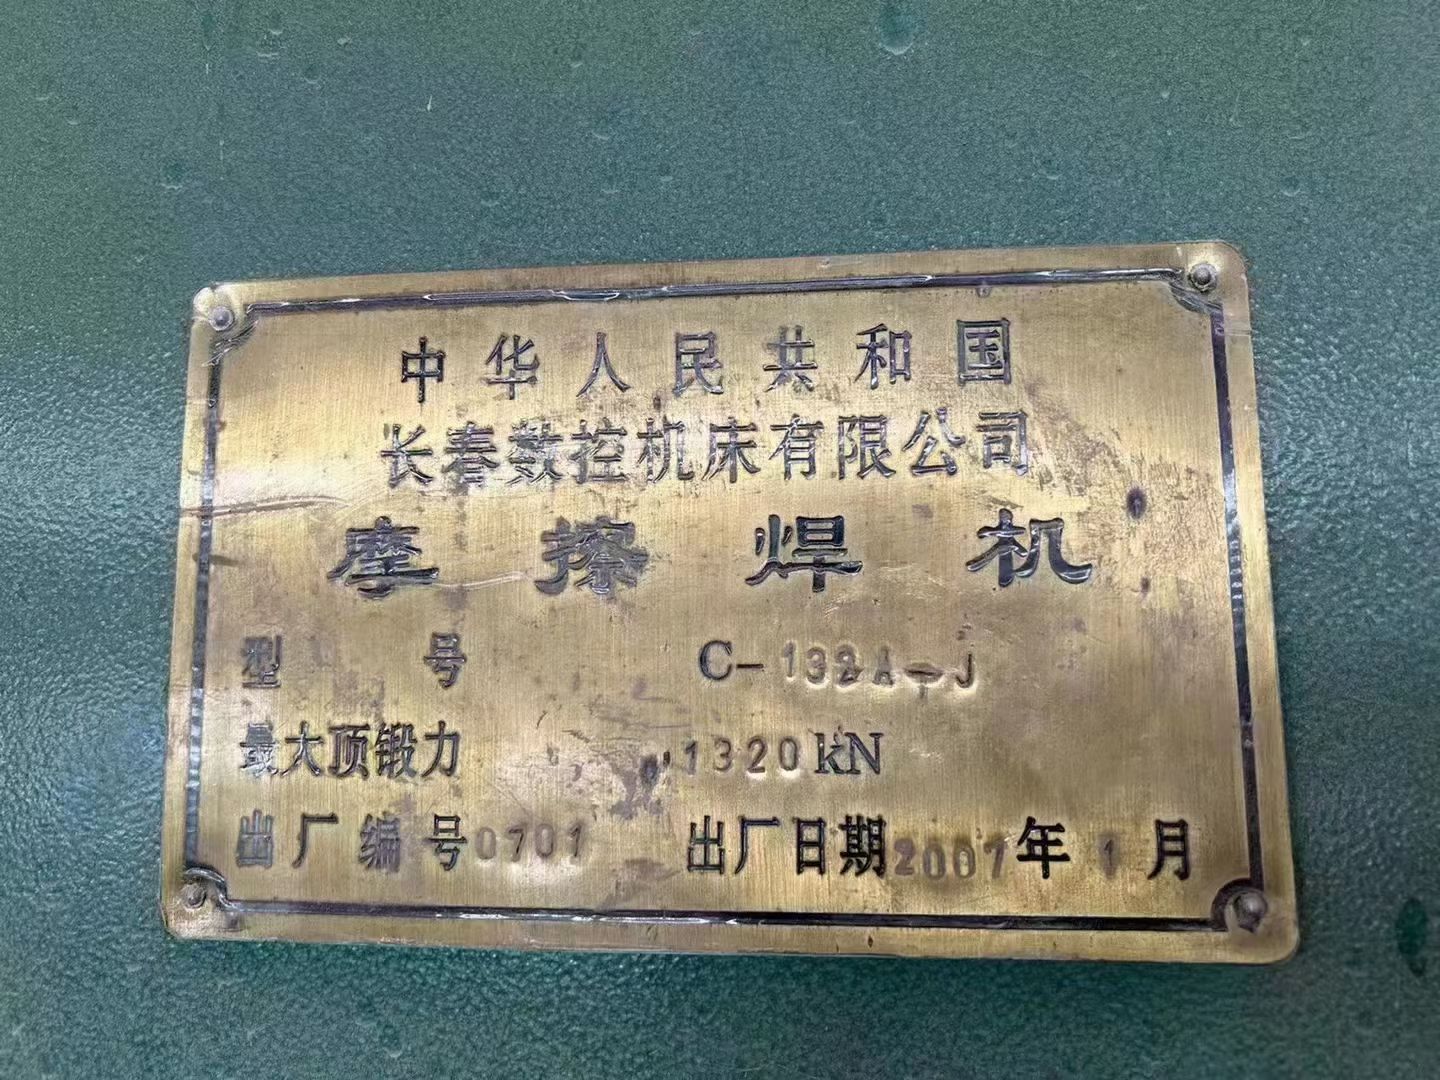 中华人民共和国
长春数控机床有限公司
摩擦焊机
型号 C-132A-J
最大顶锻力 1320kN
出厂编号0701 出厂日期2007年1月